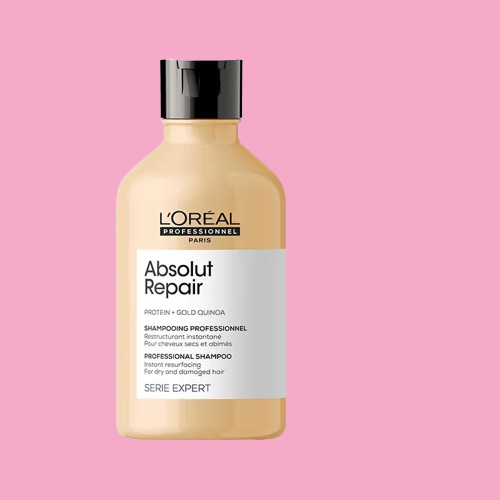 L'ORÉAL
PROFESSIONNEL
PARIS
Absolut
Repair
PROTEIN + GOLD QUINOA
SHAMPOOING PROFESSIONNEL
Restructurant instantané
Pour cheveux secs et abîmés
PROFESSIONAL SHAMPOO
Instant resurfacing
For dry and damaged hair
SERIE EXPERT